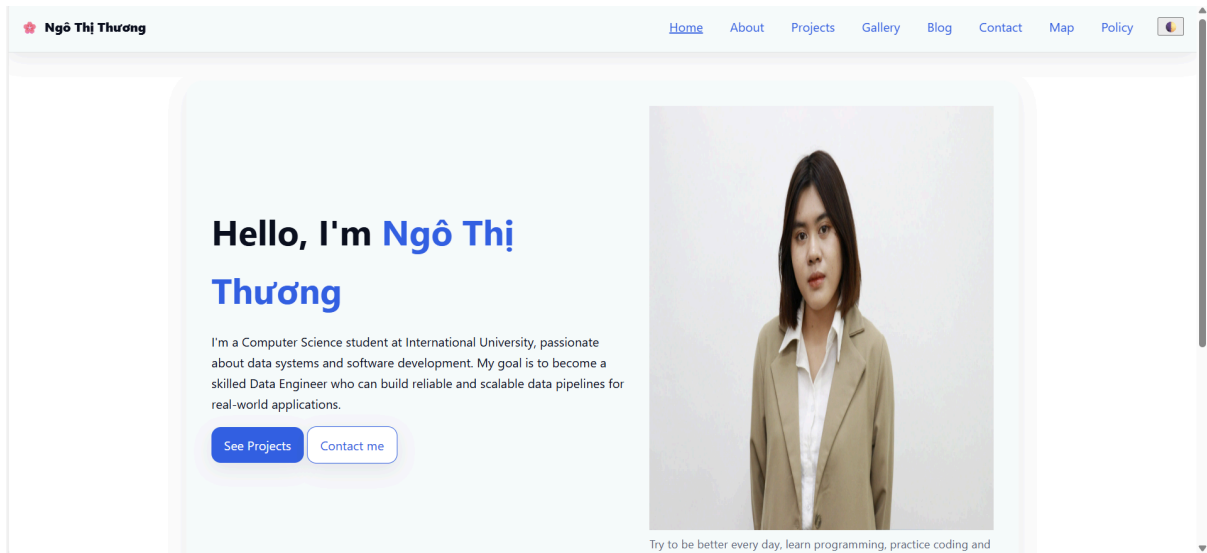 Ngô Thị Thương
Home About Projects Gallery Blog Contact Map Policy
Hello, I'm Ngô Thị
Thương
I'm a Computer Science student at International University, passionate
about data systems and software development. My goal is to become a
skilled Data Engineer who can build reliable and scalable data pipelines for
real-world applications.
See Projects Contact me
Try to be better every day, learn programming, practice coding and